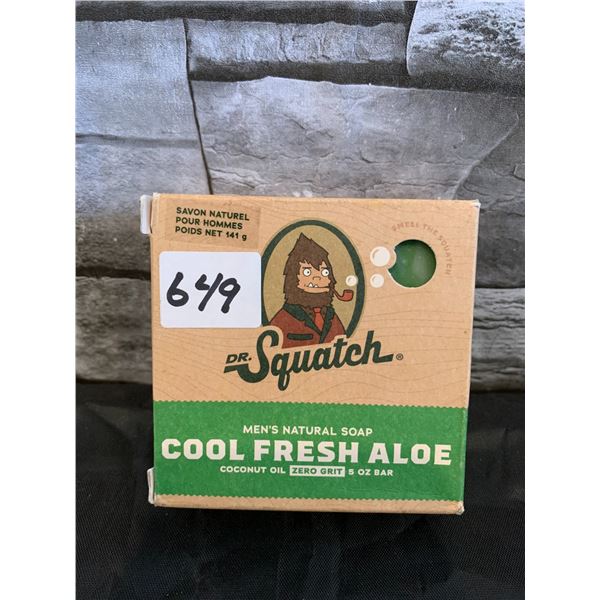 SAVON NATUREL
POUR HOMMES
POIDS NET 141 g
SMELL THE SQUATCH
649
DR. Squatch®
MEN'S NATURAL SOAP
COOL FRESH ALOE
COCONUT OIL ZERO GRIT 5 OZ BAR